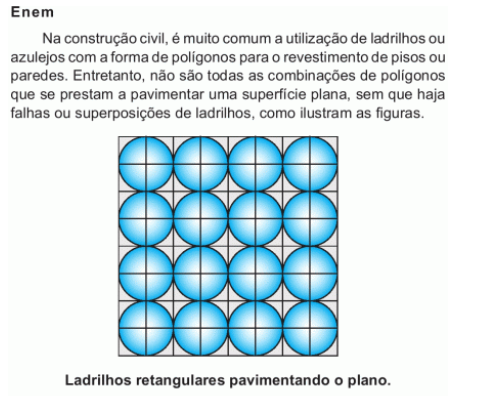 Enem
Na construção civil, é muito comum a utilização de ladrilhos ou
azulejos com a forma de polígonos para o revestimento de pisos ou
paredes. Entretanto, não são todas as combinações de polígonos
que se prestam a pavimentar uma superfície plana, sem que haja
falhas ou superposições de ladrilhos, como ilustram as figuras.
Ladrilhos retangulares pavimentando o plano.